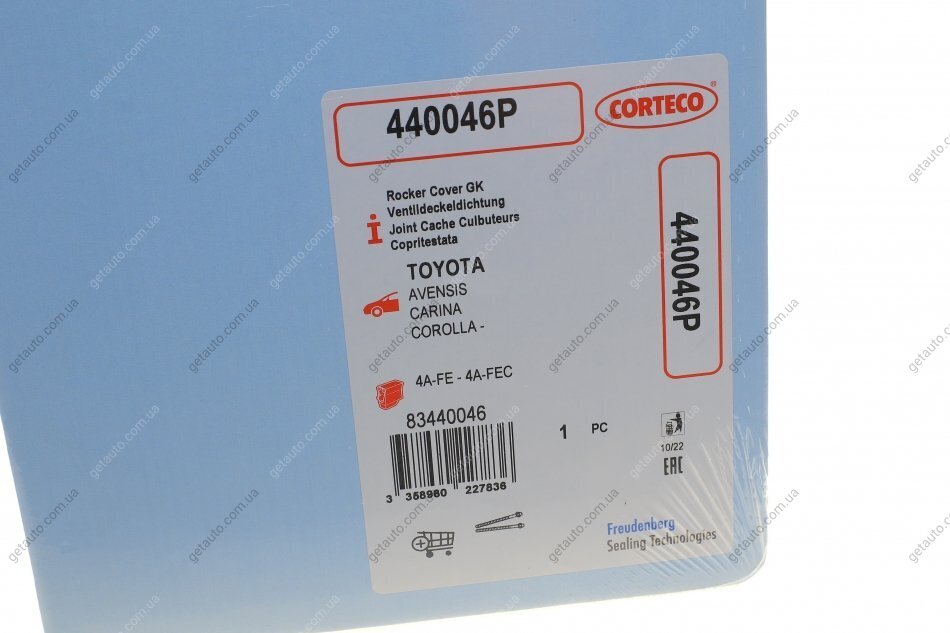 440046P
CORTECO®
Rocker Cover GK
Ventildeckeldichtung
Joint Cache Culbuteurs
Copritestata
TOYOTA
AVENSIS
CARINA
COROLLA -
4A-FE - 4A-FEC
83440046
3 358960 227836
1 PC
440046P
10/22
EAC
Freudenberg
Sealing Technologies
getauto.com.ua